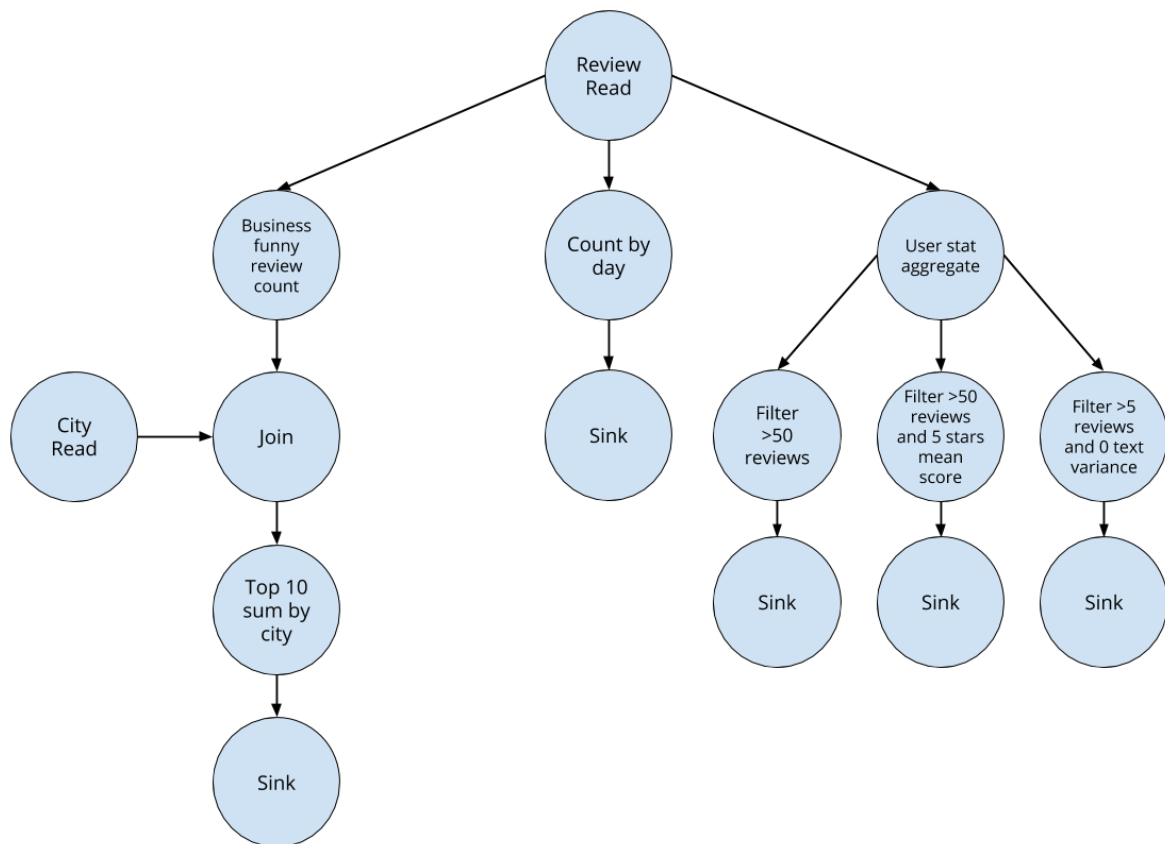 Review
Read
Business
funny
review
count
Count by
day
User stat
aggregate
City
Read
Join
Sink
Filter
>50
reviews
Filter >50
reviews
and 5 stars
mean
score
Filter >5
reviews
and 0 text
variance
Top 10
sum by
city
Sink
Sink
Sink
Sink